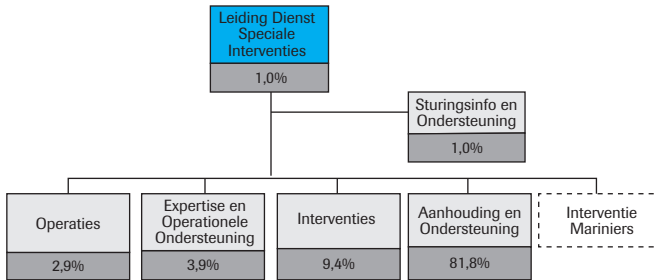 Leiding Dienst
Speciale
Interventies
1,0%
Sturingsinfo en
Ondersteuning
1,0%
Operaties
2,9%
Expertise en
Operationele
Ondersteuning
3,9%
Interventies
9,4%
Aanhouding en
Ondersteuning
81,8%
Interventie
Mariniers